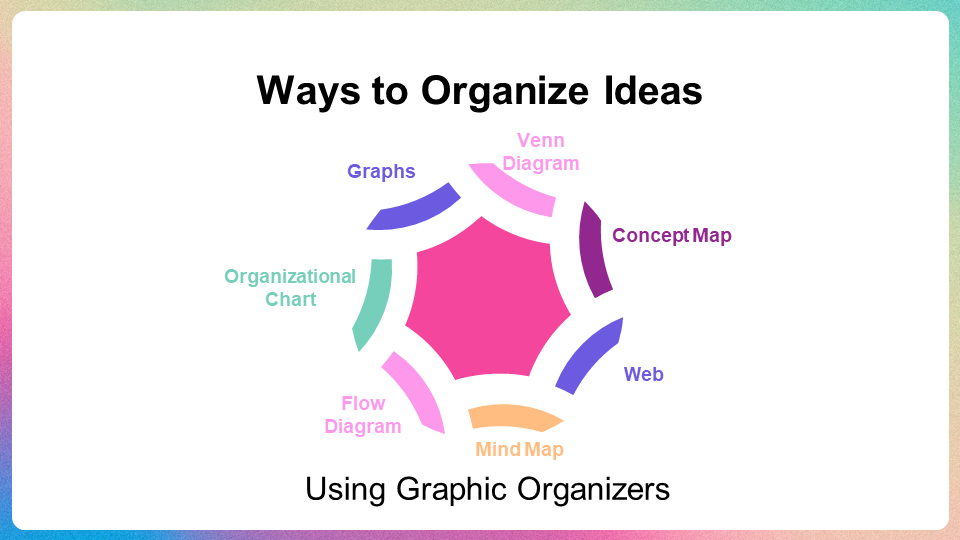 Ways to Organize Ideas
Venn
Diagram
Graphs
Concept Map
Organizational
Chart
Web
Flow
Diagram
Mind Map
Using Graphic Organizers